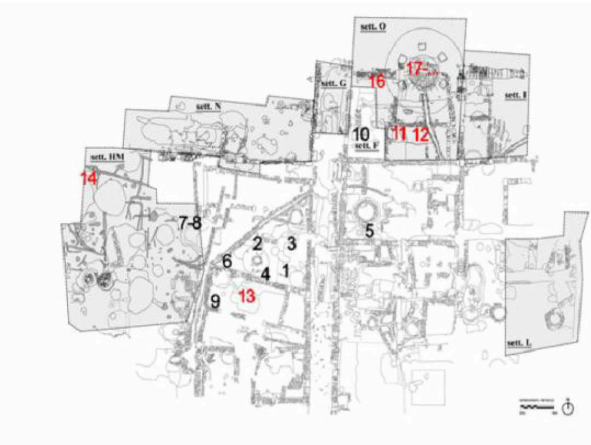 sett. O
17-
16
sett. G
sett. I
sett. N
10
11 12
sett. F
sett. HM
14
7-8
5
2 3
6
4 1
13
9
sett. L